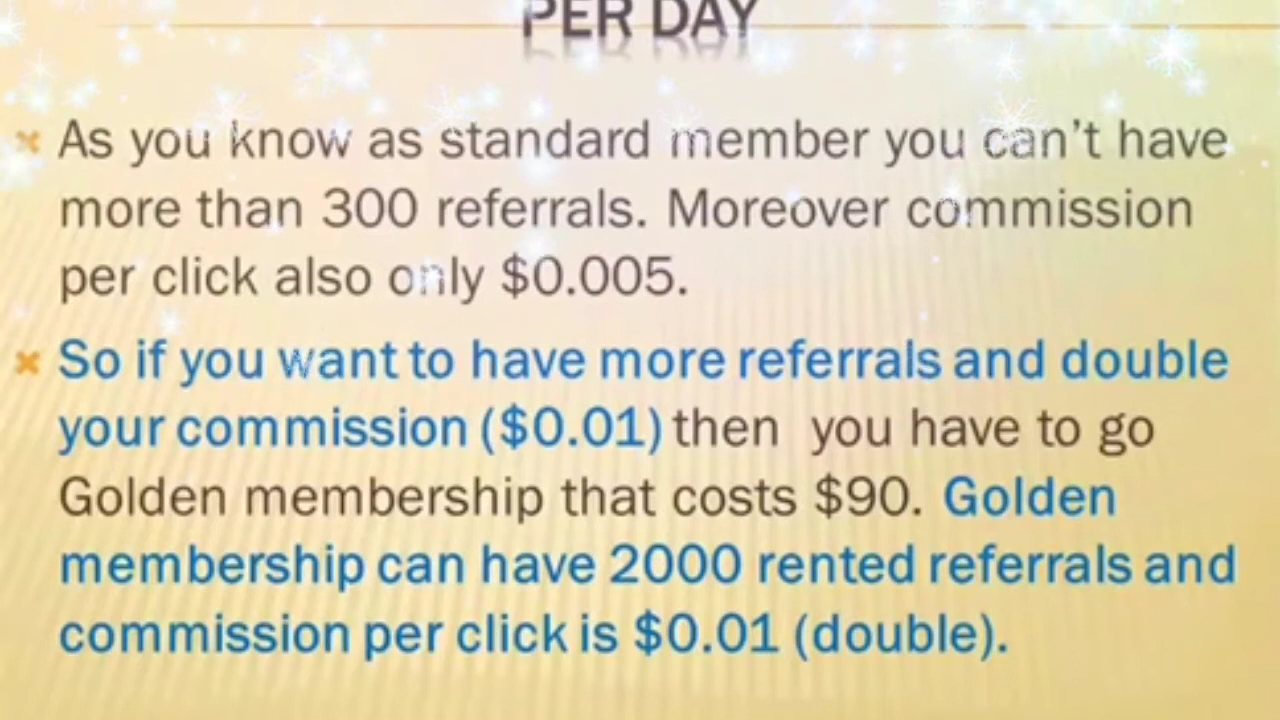 PER DAY
As you know as standard member you can't have
more than 300 referrals. Moreover commission
per click also only $0.005.
So if you want to have more referrals and double
your commission ($0.01) then you have to go
Golden membership that costs $90. Golden
membership can have 2000 rented referrals and
commission per click is $0.01 (double).